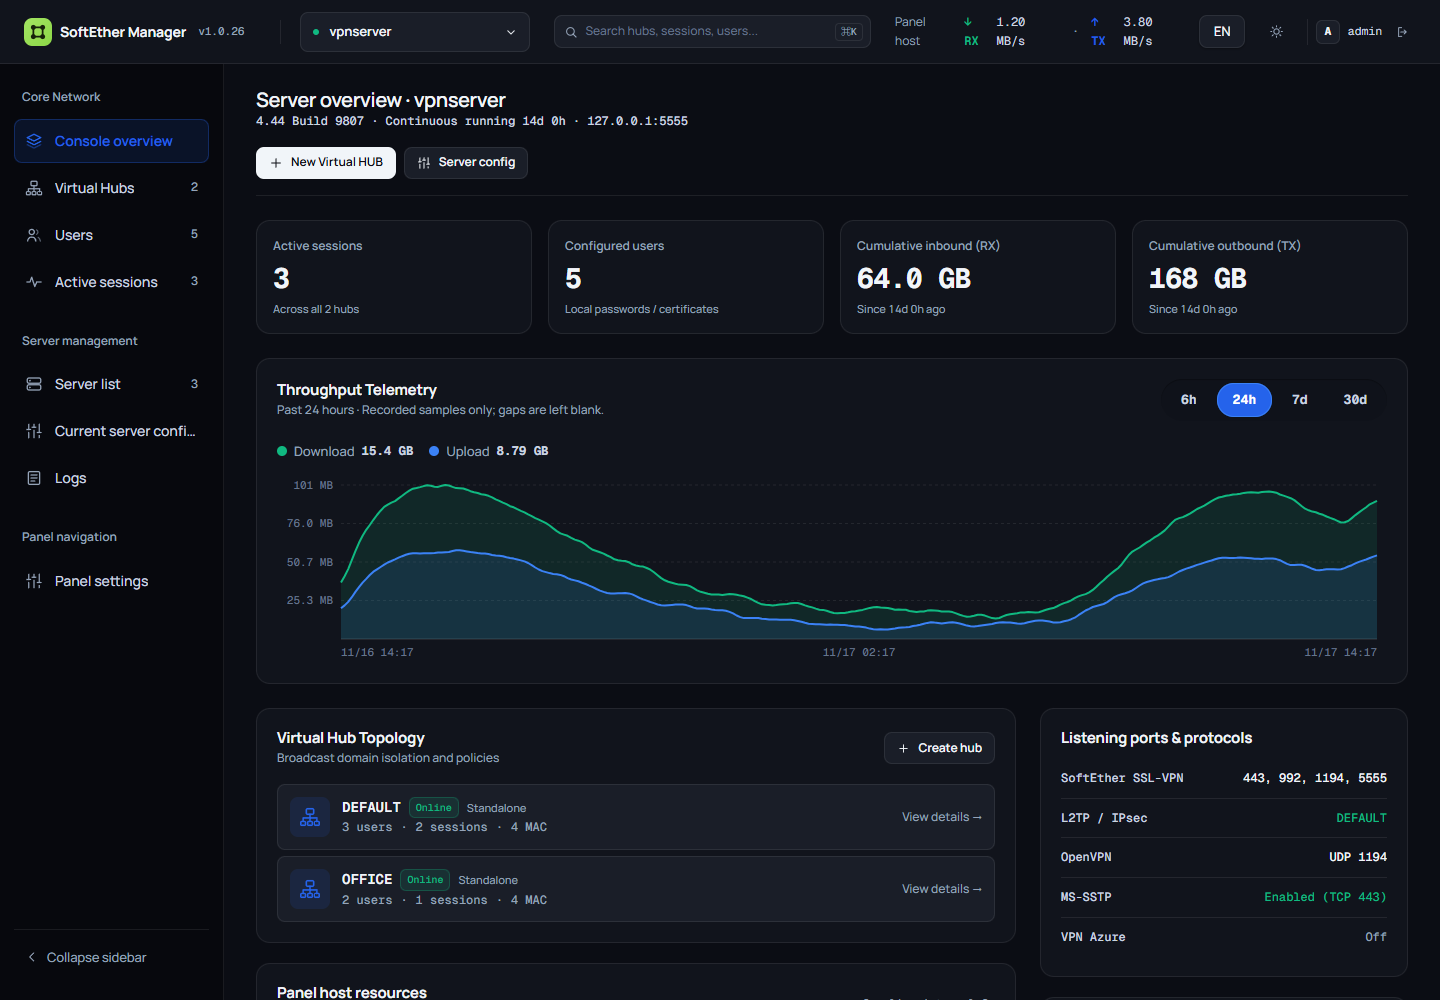 SoftEther Manager v1.0.26
vpnserver
Search hubs, sessions, users... ⌘K
Panel host
↓ RX 1.20 MB/s
·
↑ TX 3.80 MB/s
EN
A admin
Core Network
Console overview
Virtual Hubs 2
Users 5
Active sessions 3
Server management
Server list 3
Current server confi...
Logs
Panel navigation
Panel settings
Collapse sidebar
Server overview · vpnserver
4.44 Build 9807 · Continuous running 14d 0h · 127.0.0.1:5555
New Virtual HUB
Server config
Active sessions
3
Across all 2 hubs
Configured users
5
Local passwords / certificates
Cumulative inbound (RX)
64.0 GB
Since 14d 0h ago
Cumulative outbound (TX)
168 GB
Since 14d 0h ago
Throughput Telemetry
Past 24 hours · Recorded samples only; gaps are left blank.
6h 24h 7d 30d
Download 15.4 GB Upload 8.79 GB
101 MB
76.0 MB
50.7 MB
25.3 MB
11/16 14:17 11/17 02:17 11/17 14:17
Virtual Hub Topology
Broadcast domain isolation and policies
Create hub
DEFAULT Online Standalone
3 users · 2 sessions · 4 MAC
View details →
OFFICE Online Standalone
2 users · 1 sessions · 4 MAC
View details →
Listening ports & protocols
SoftEther SSL-VPN 443, 992, 1194, 5555
L2TP / IPsec DEFAULT
OpenVPN UDP 1194
MS-SSTP Enabled (TCP 443)
VPN Azure Off
Panel host resources